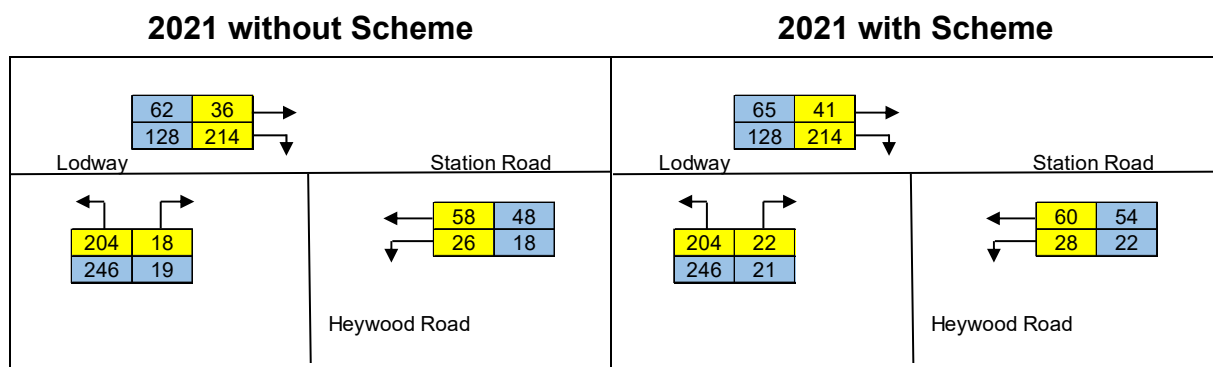 2021 without Scheme
62 36
128 214
Lodway Station Road
58 48
26 18
204 18
246 19
Heywood Road
2021 with Scheme
65 41
128 214
Lodway Station Road
60 54
28 22
204 22
246 21
Heywood Road